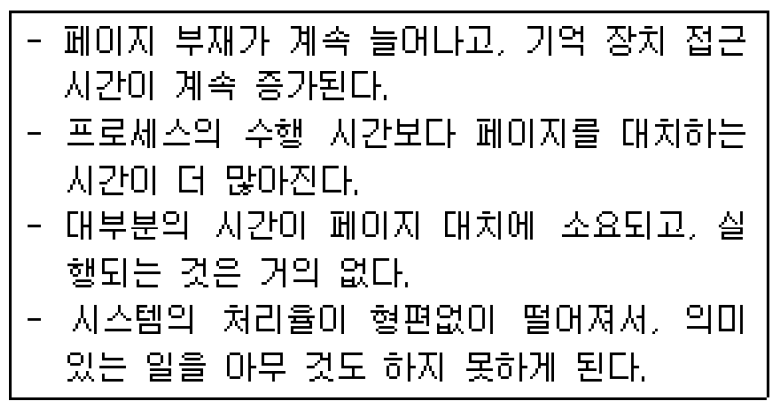 - 페이지 부재가 계속 늘어나고, 기억 장치 접근
시간이 계속 증가된다.
- 프로세스의 수행 시간보다 페이지를 대치하는
시간이 더 많아진다.
- 대부분의 시간이 페이지 대치에 소요되고, 실
행되는 것은 거의 없다.
- 시스템의 처리율이 형편없이 떨어져서, 의미
있는 일을 아무 것도 하지 못하게 된다.